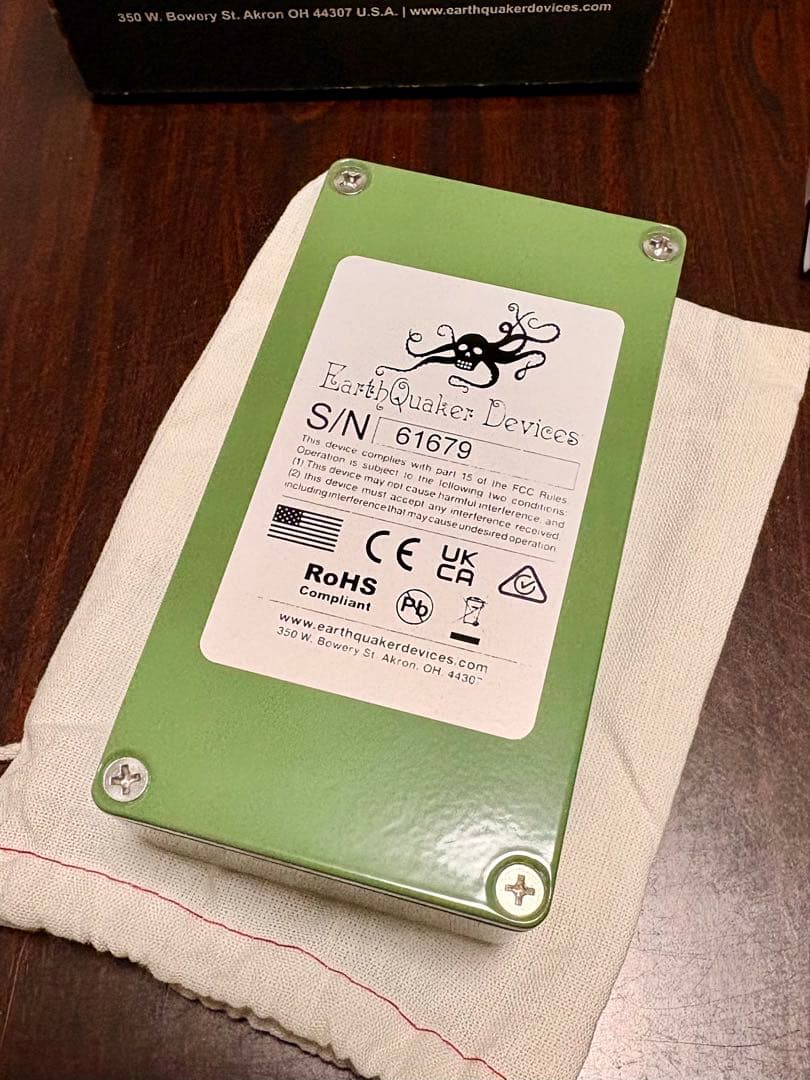 350 W. Bowery St. Akron OH 44307 U.S.A. | www.earthquakerdevices.com
EarthQuaker Devices
S/N 61679
This device complies with part 15 of the FCC Rules.
Operation is subject to the following two conditions:
(1) This device may not cause harmful interference, and
(2) this device must accept any interference received,
including interference that may cause undesired operation.
CE UK
CA
RoHS
Compliant
Pb
www.earthquakerdevices.com
350 W. Bowery St. Akron, OH. 44307